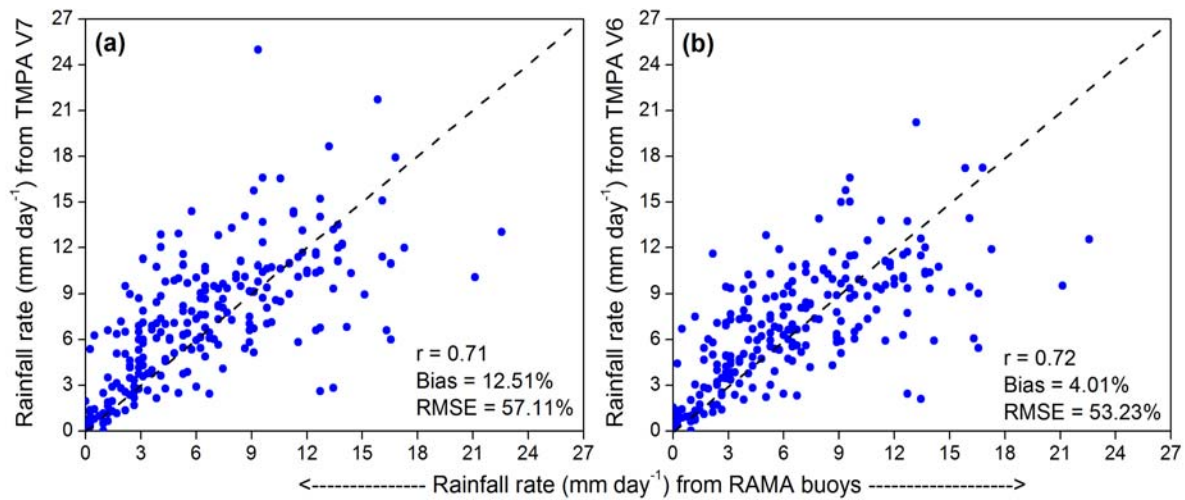 (a)
Rainfall rate (mm day⁻¹) from TMPA V7
27
24
21
18
15
12
9
6
3
0
r = 0.71
Bias = 12.51%
RMSE = 57.11%
0 3 6 9 12 15 18 21 24 27
(b)
Rainfall rate (mm day⁻¹) from TMPA V6
27
24
21
18
15
12
9
6
3
0
r = 0.72
Bias = 4.01%
RMSE = 53.23%
0 3 6 9 12 15 18 21 24 27
<--------------- Rainfall rate (mm day⁻¹) from RAMA buoys --------------->